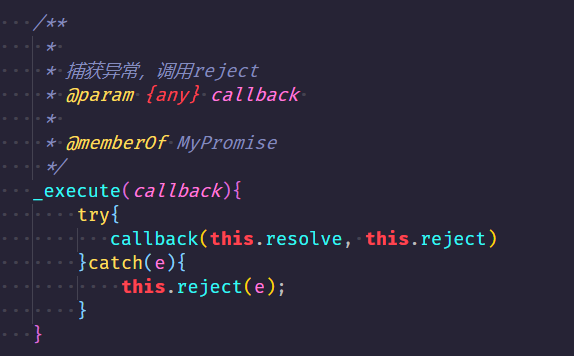 /**
 *
 * 捕获异常，调用reject
 * @param {any} callback
 *
 * @memberOf MyPromise
 */
_execute(callback){
    try{
       callback(this.resolve, this.reject)
    }catch(e){
        this.reject(e);
    }
}